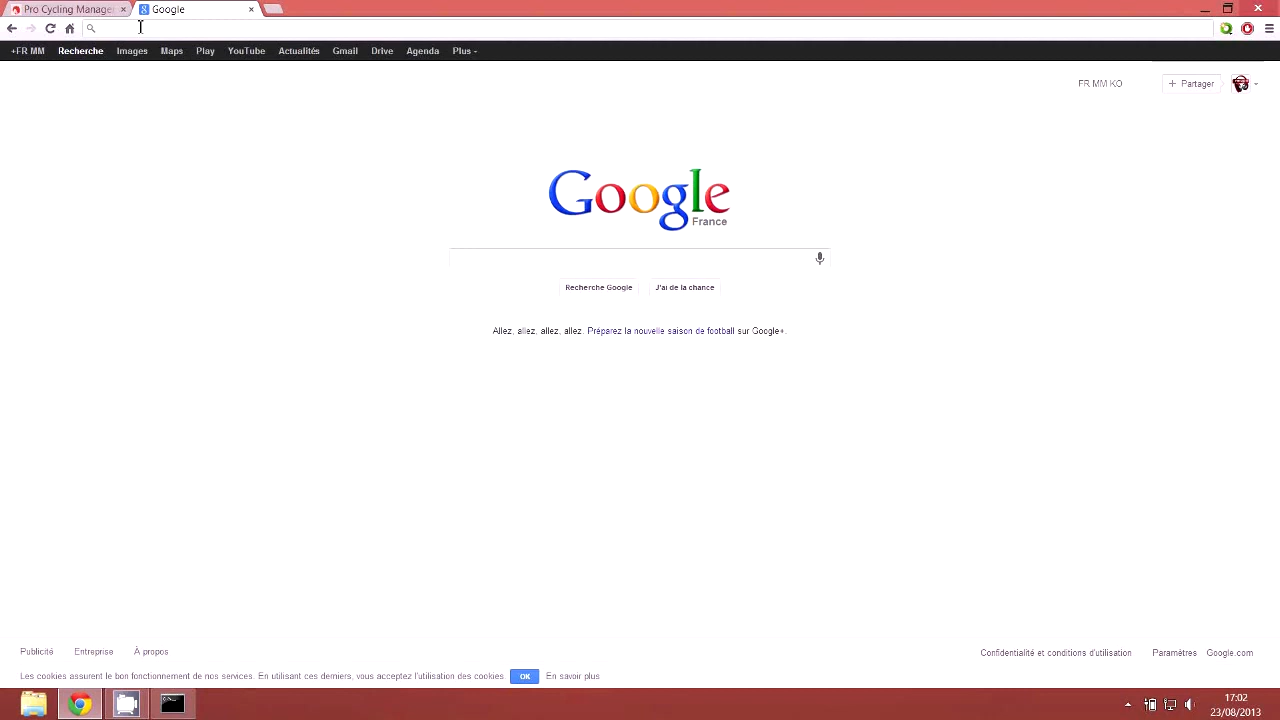 Pro Cycling Manage
Google
+FR MM Recherche Images Maps Play YouTube Actualités Gmail Drive Agenda Plus
FR MM KO
+ Partager
Google
France
Recherche Google
J'ai de la chance
Allez, allez, allez, allez. Préparez la nouvelle saison de football sur Google+.
Publicité Entreprise À propos
Confidentialité et conditions d'utilisation Paramètres Google.com
Les cookies assurent le bon fonctionnement de nos services. En utilisant ces derniers, vous acceptez l'utilisation des cookies OK En savoir plus
17:02
23/08/2013